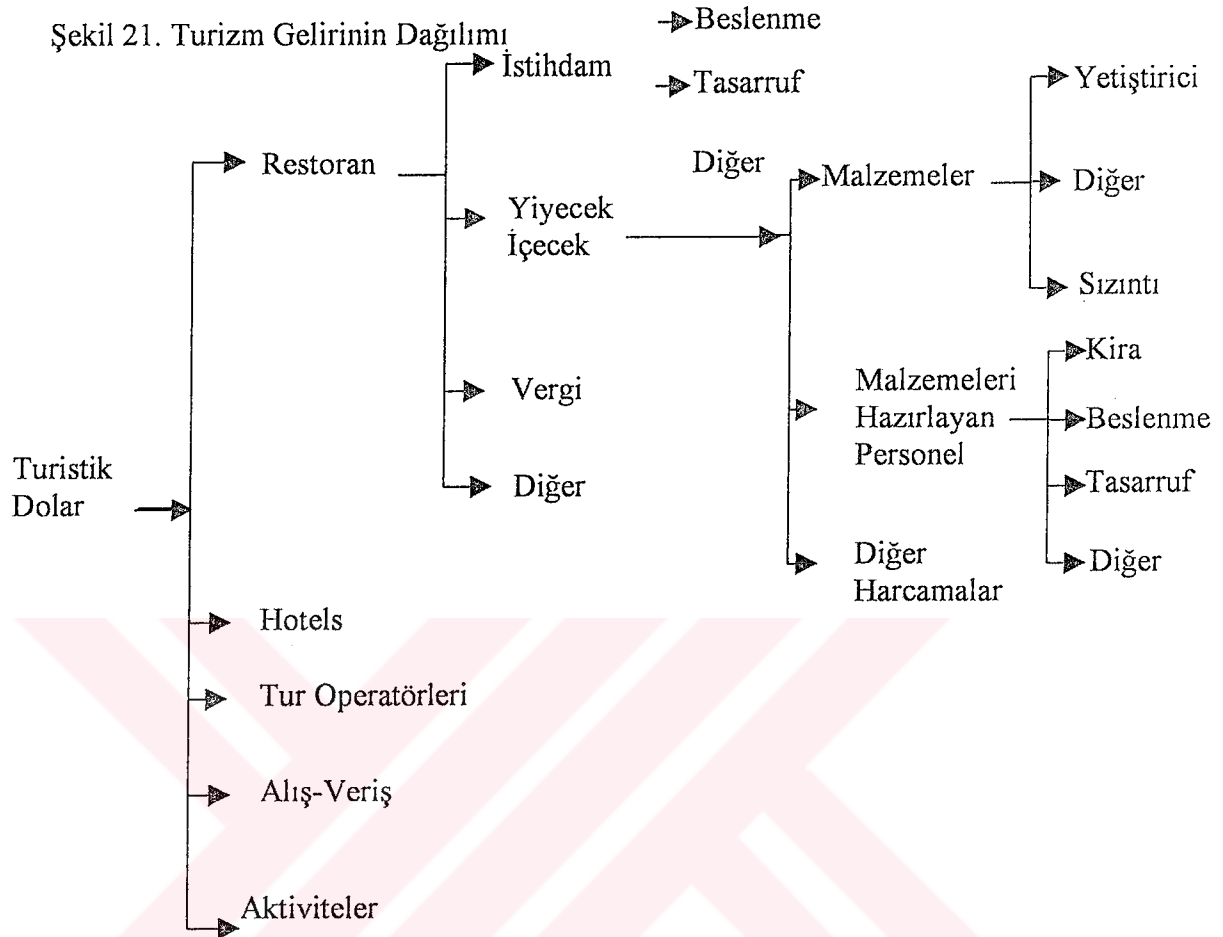 Şekil 21. Turizm Gelirinin Dağılımı
Beslenme
İstihdam
Tasarruf
Yetiştirici
Restoran
Diğer
Malzemeler
Diğer
Yiyecek
İçecek
Sızıntı
Kira
Vergi
Malzemeleri
Hazırlayan
Personel
Beslenme
Turistik
Dolar
Diğer
Tasarruf
Diğer
Harcamalar
Diğer
Hotels
Tur Operatörleri
Alış-Veriş
Aktiviteler